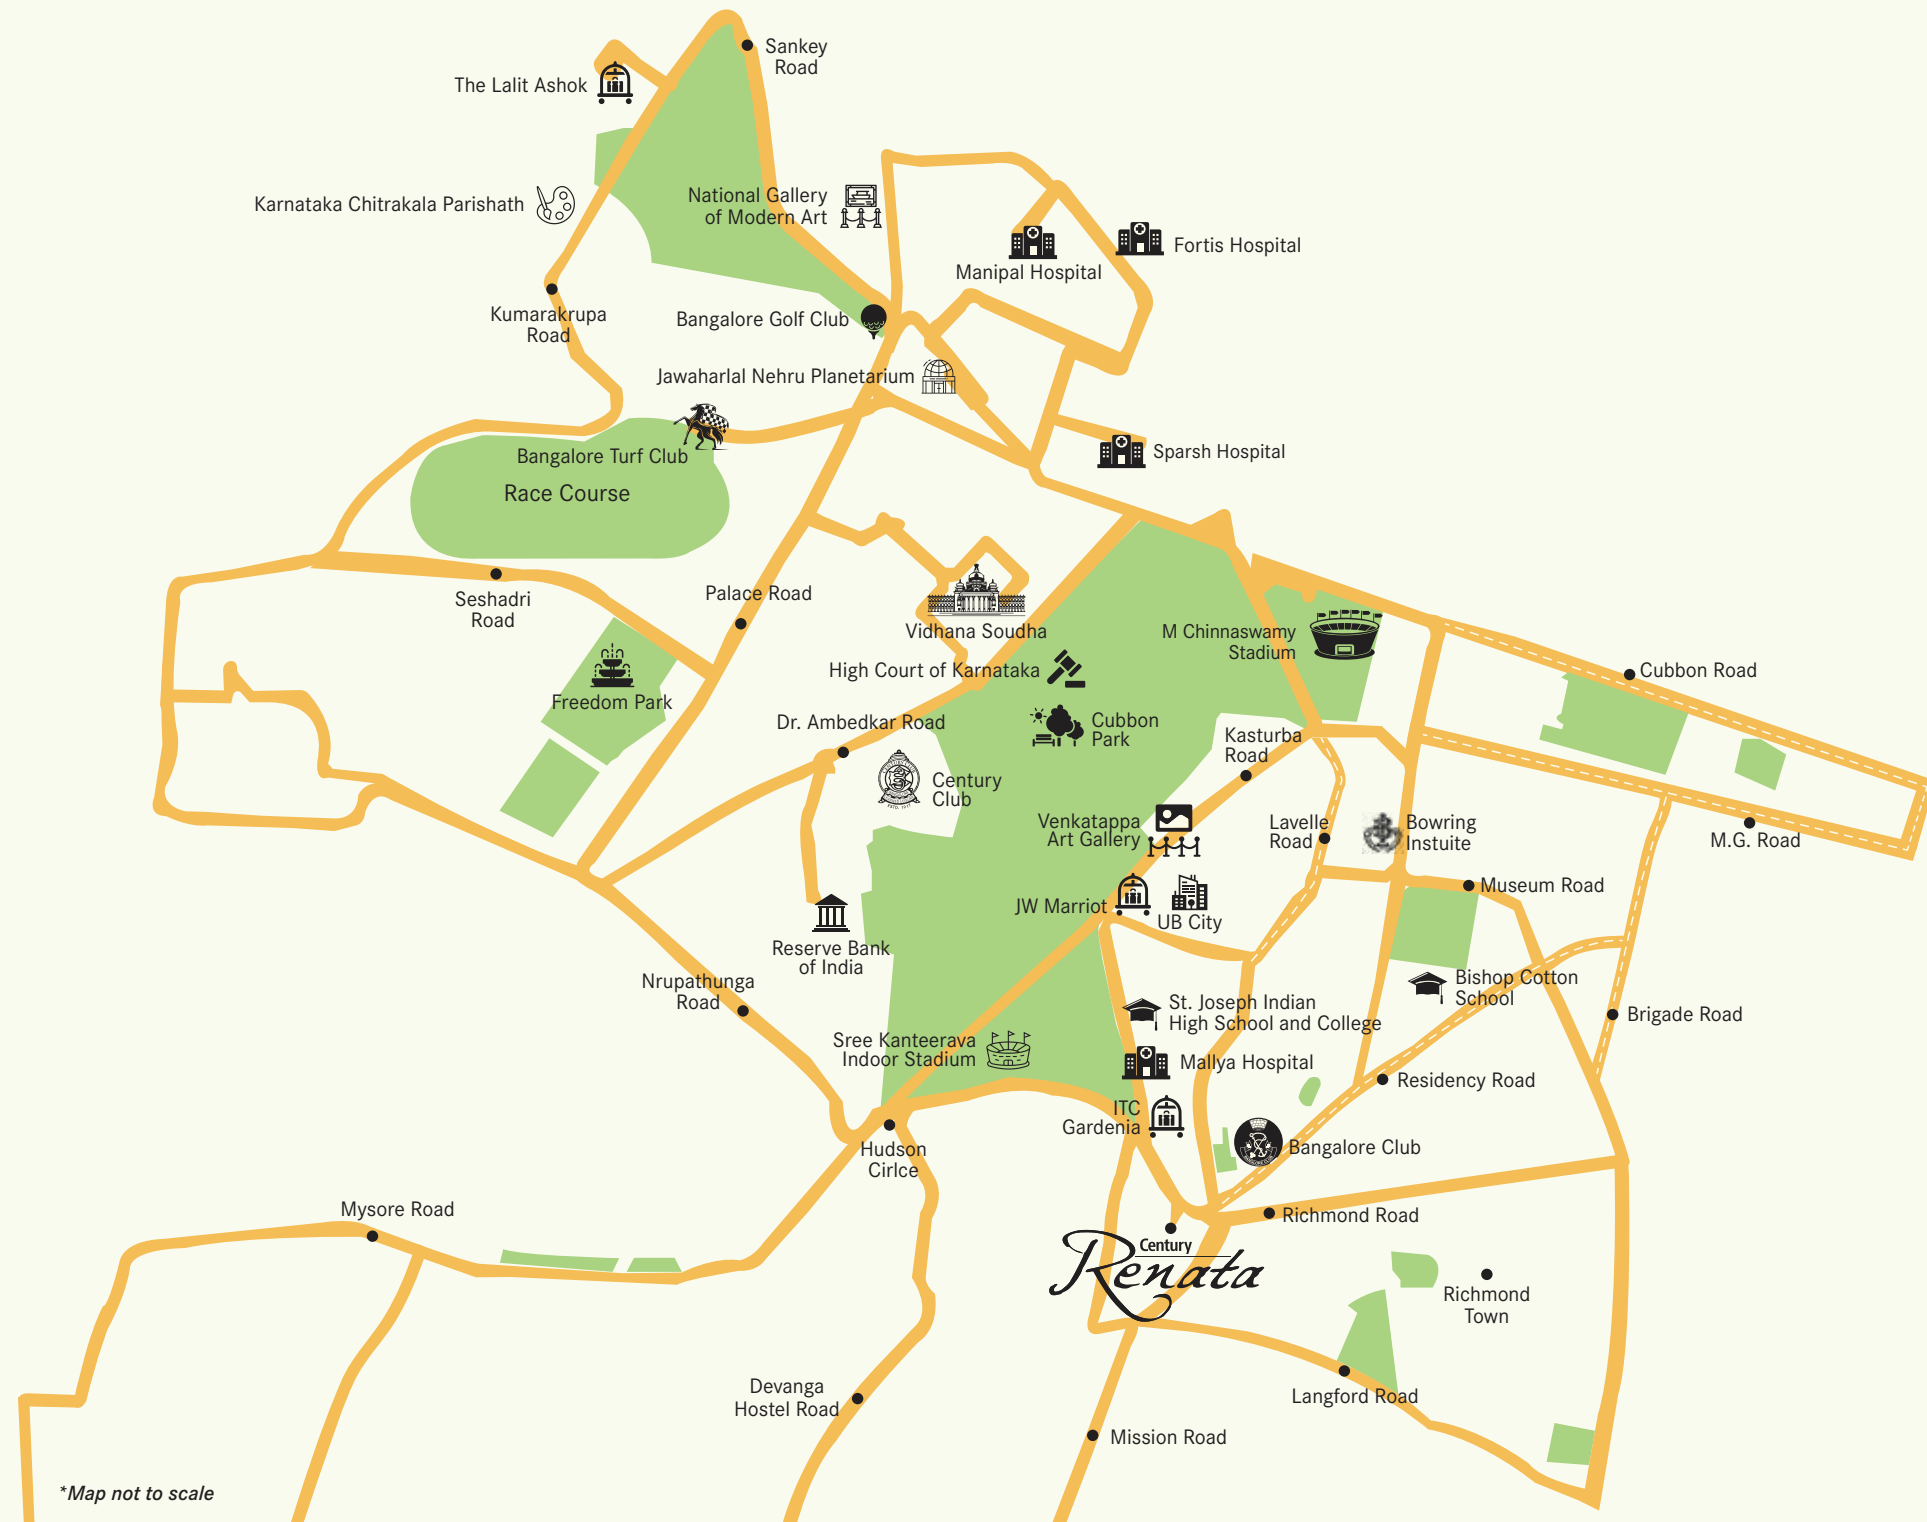 Sankey
Road
The Lalit Ashok
National Gallery
of Modern Art
Karnataka Chitrakala Parishath
Fortis Hospital
Manipal Hospital
Kumarakrupa
Road
Bangalore Golf Club
Jawaharlal Nehru Planetarium
Bangalore Turf Club
Race Course
Sparsh Hospital
Seshadri
Road
Palace Road
Vidhana Soudha
M Chinnaswamy
Stadium
High Court of Karnataka
Cubbon Road
Freedom Park
Dr. Ambedkar Road
Cubbon
Park
Kasturba
Road
Century
Club
Venkatappa
Art Gallery
Lavelle
Road
Bowring
Instuite
M.G. Road
Museum Road
JW Marriot
UB City
Reserve Bank
of India
Nrupathunga
Road
Bishop Cotton
School
St. Joseph Indian
High School and College
Brigade Road
Sree Kanteerava
Indoor Stadium
Mallya Hospital
Residency Road
ITC
Gardenia
Hudson
Cirlce
Bangalore Club
Mysore Road
Richmond Road
Century
Renata
Richmond
Town
Devanga
Hostel Road
Langford Road
Mission Road
*Map not to scale